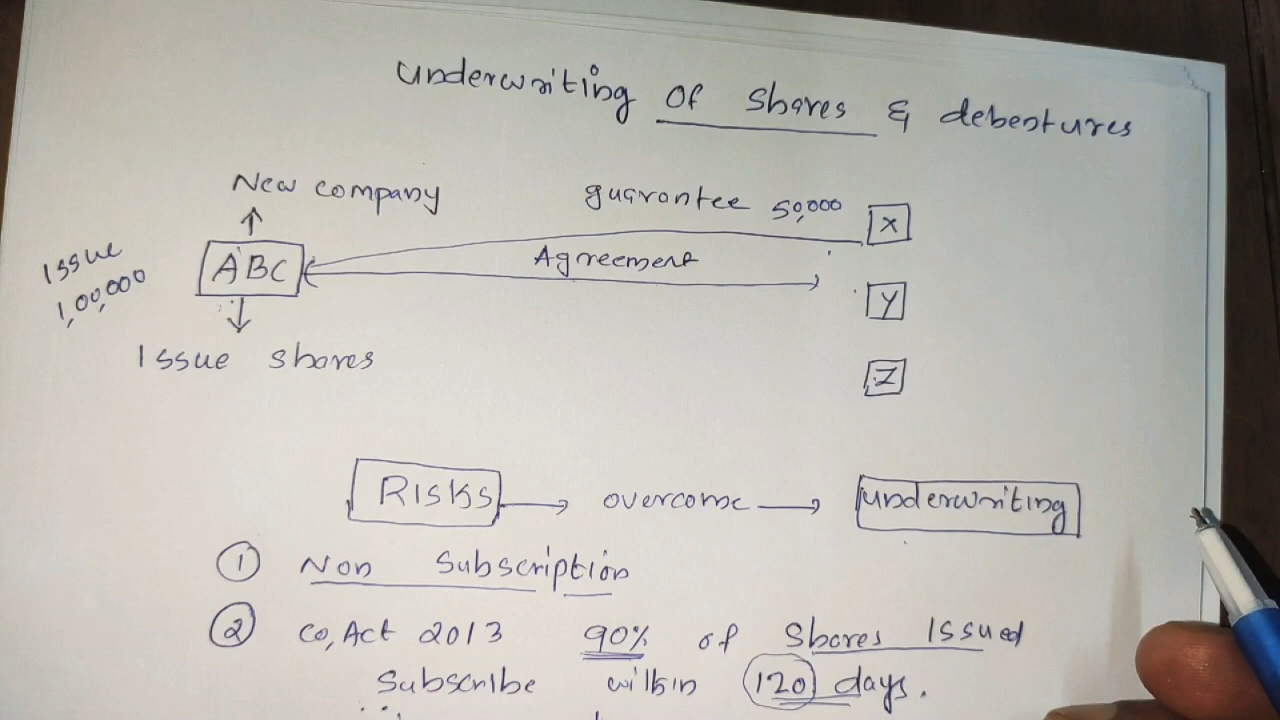 Underwriting of shares & debentures
New company
guarantee 50,000
X
Issue
1,00,000
ABC
Agreement
Y
Issue shares
Z
Risks → overcome → underwriting
① Non Subscription
② Co, Act 2013 90% of Shares Issued
Subscribe within 120 days.